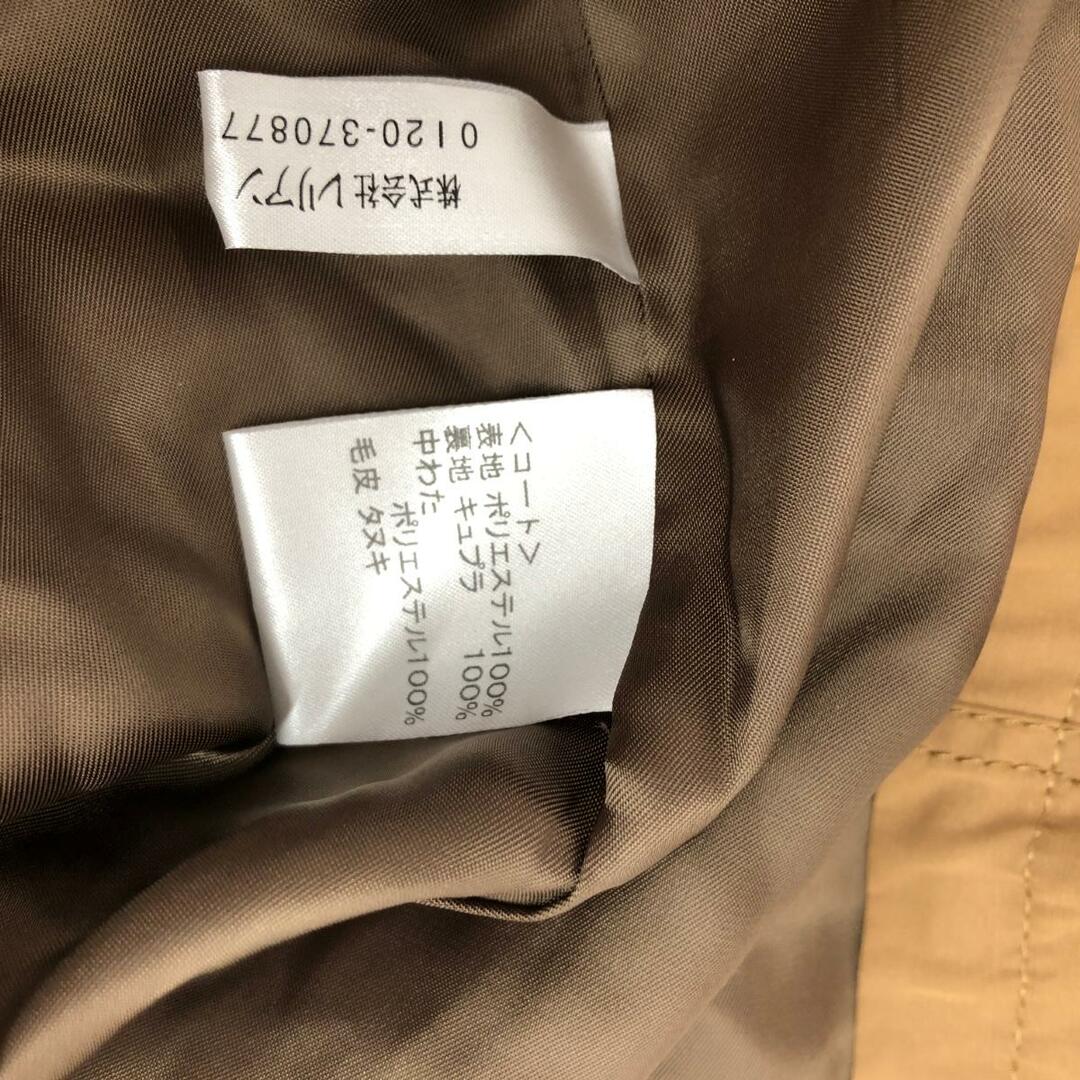 株式会社レリアン
0120-370877
<コート>
表地 ポリエステル100%
裏地 キュプラ 100%
中わた
ポリエステル100%
毛皮 タヌキ